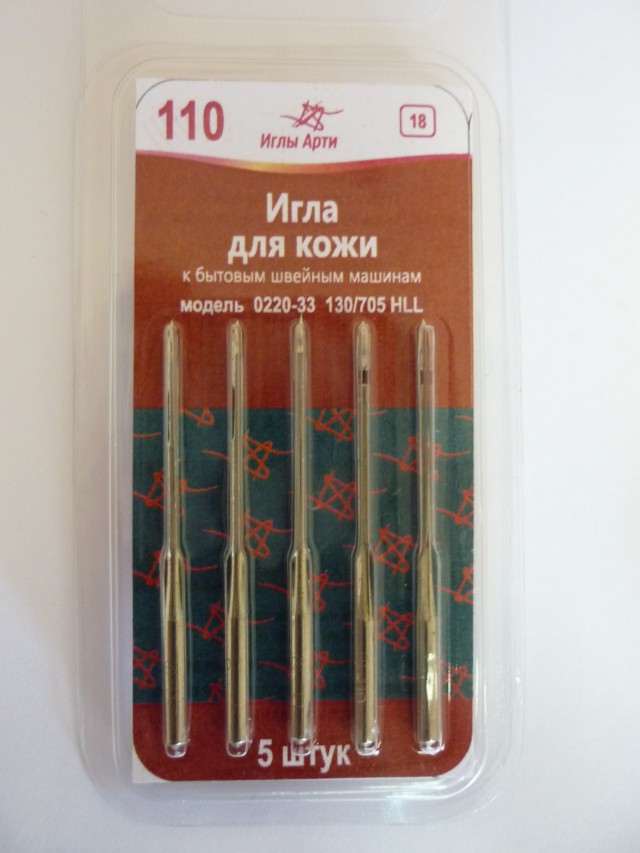 110
Иглы Арти
18
Игла
для кожи
к бытовым швейным машинам
модель 0220-33 130/705 HLL
5 штук